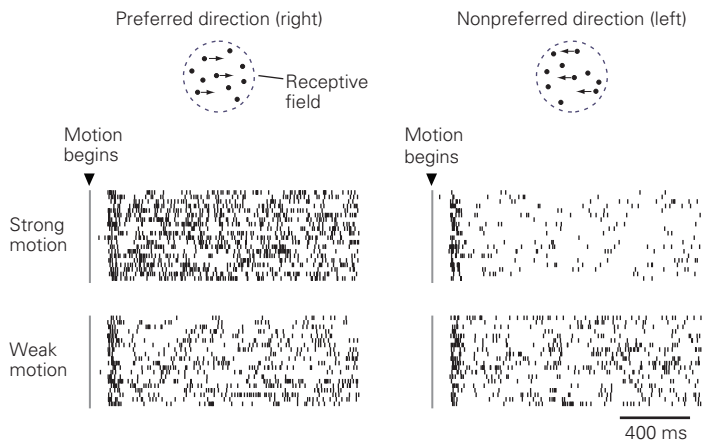 Preferred direction (right)
Nonpreferred direction (left)
Receptive
field
Motion
begins
Motion
begins
Strong
motion
Weak
motion
400 ms